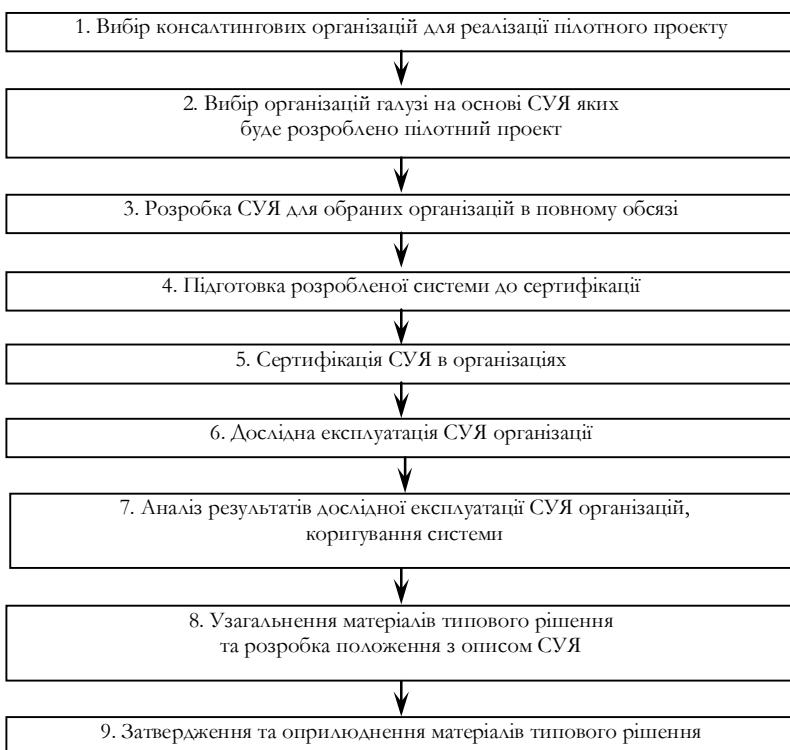 1. Вибір консалтингових організацій для реалізації пілотного проекту
2. Вибір організацій галузі на основі СУЯ яких
буде розроблено пілотний проект
3. Розробка СУЯ для обраних організацій в повному обсязі
4. Підготовка розробленої системи до сертифікації
5. Сертифікація СУЯ в організаціях
6. Дослідна експлуатація СУЯ організації
7. Аналіз результатів дослідної експлуатації СУЯ організацій,
коригування системи
8. Узагальнення матеріалів типового рішення
та розробка положення з описом СУЯ
9. Затвердження та оприлюднення матеріалів типового рішення